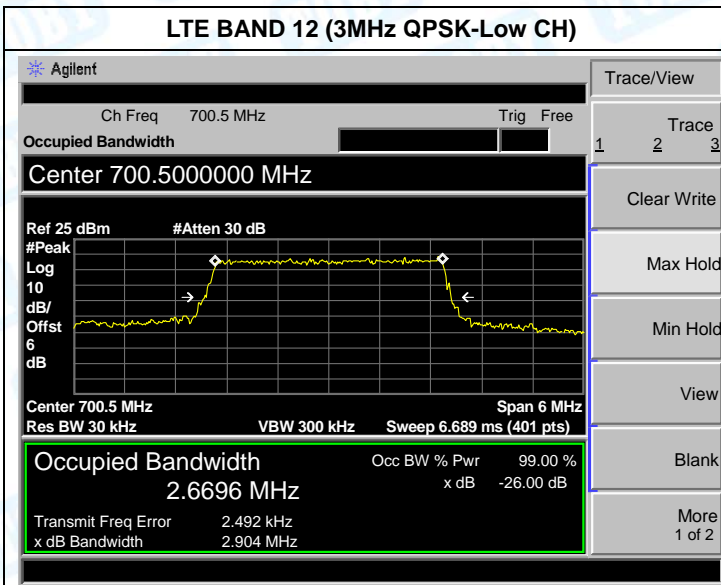 LTE BAND 12 (3MHz QPSK-Low CH)
Agilent
Trace/View
Ch Freq 700.5 MHz Trig Free
Occupied Bandwidth
Trace
1 2 3
Center 700.5000000 MHz
Clear Write
Ref 25 dBm #Atten 30 dB
#Peak
Log
10
dB/
Offst
6
dB
Max Hold
Min Hold
View
Center 700.5 MHz Span 6 MHz
Res BW 30 kHz VBW 300 kHz Sweep 6.689 ms (401 pts)
Occupied Bandwidth Occ BW % Pwr 99.00 %
2.6696 MHz x dB -26.00 dB
Blank
Transmit Freq Error 2.492 kHz
x dB Bandwidth 2.904 MHz
More
1 of 2